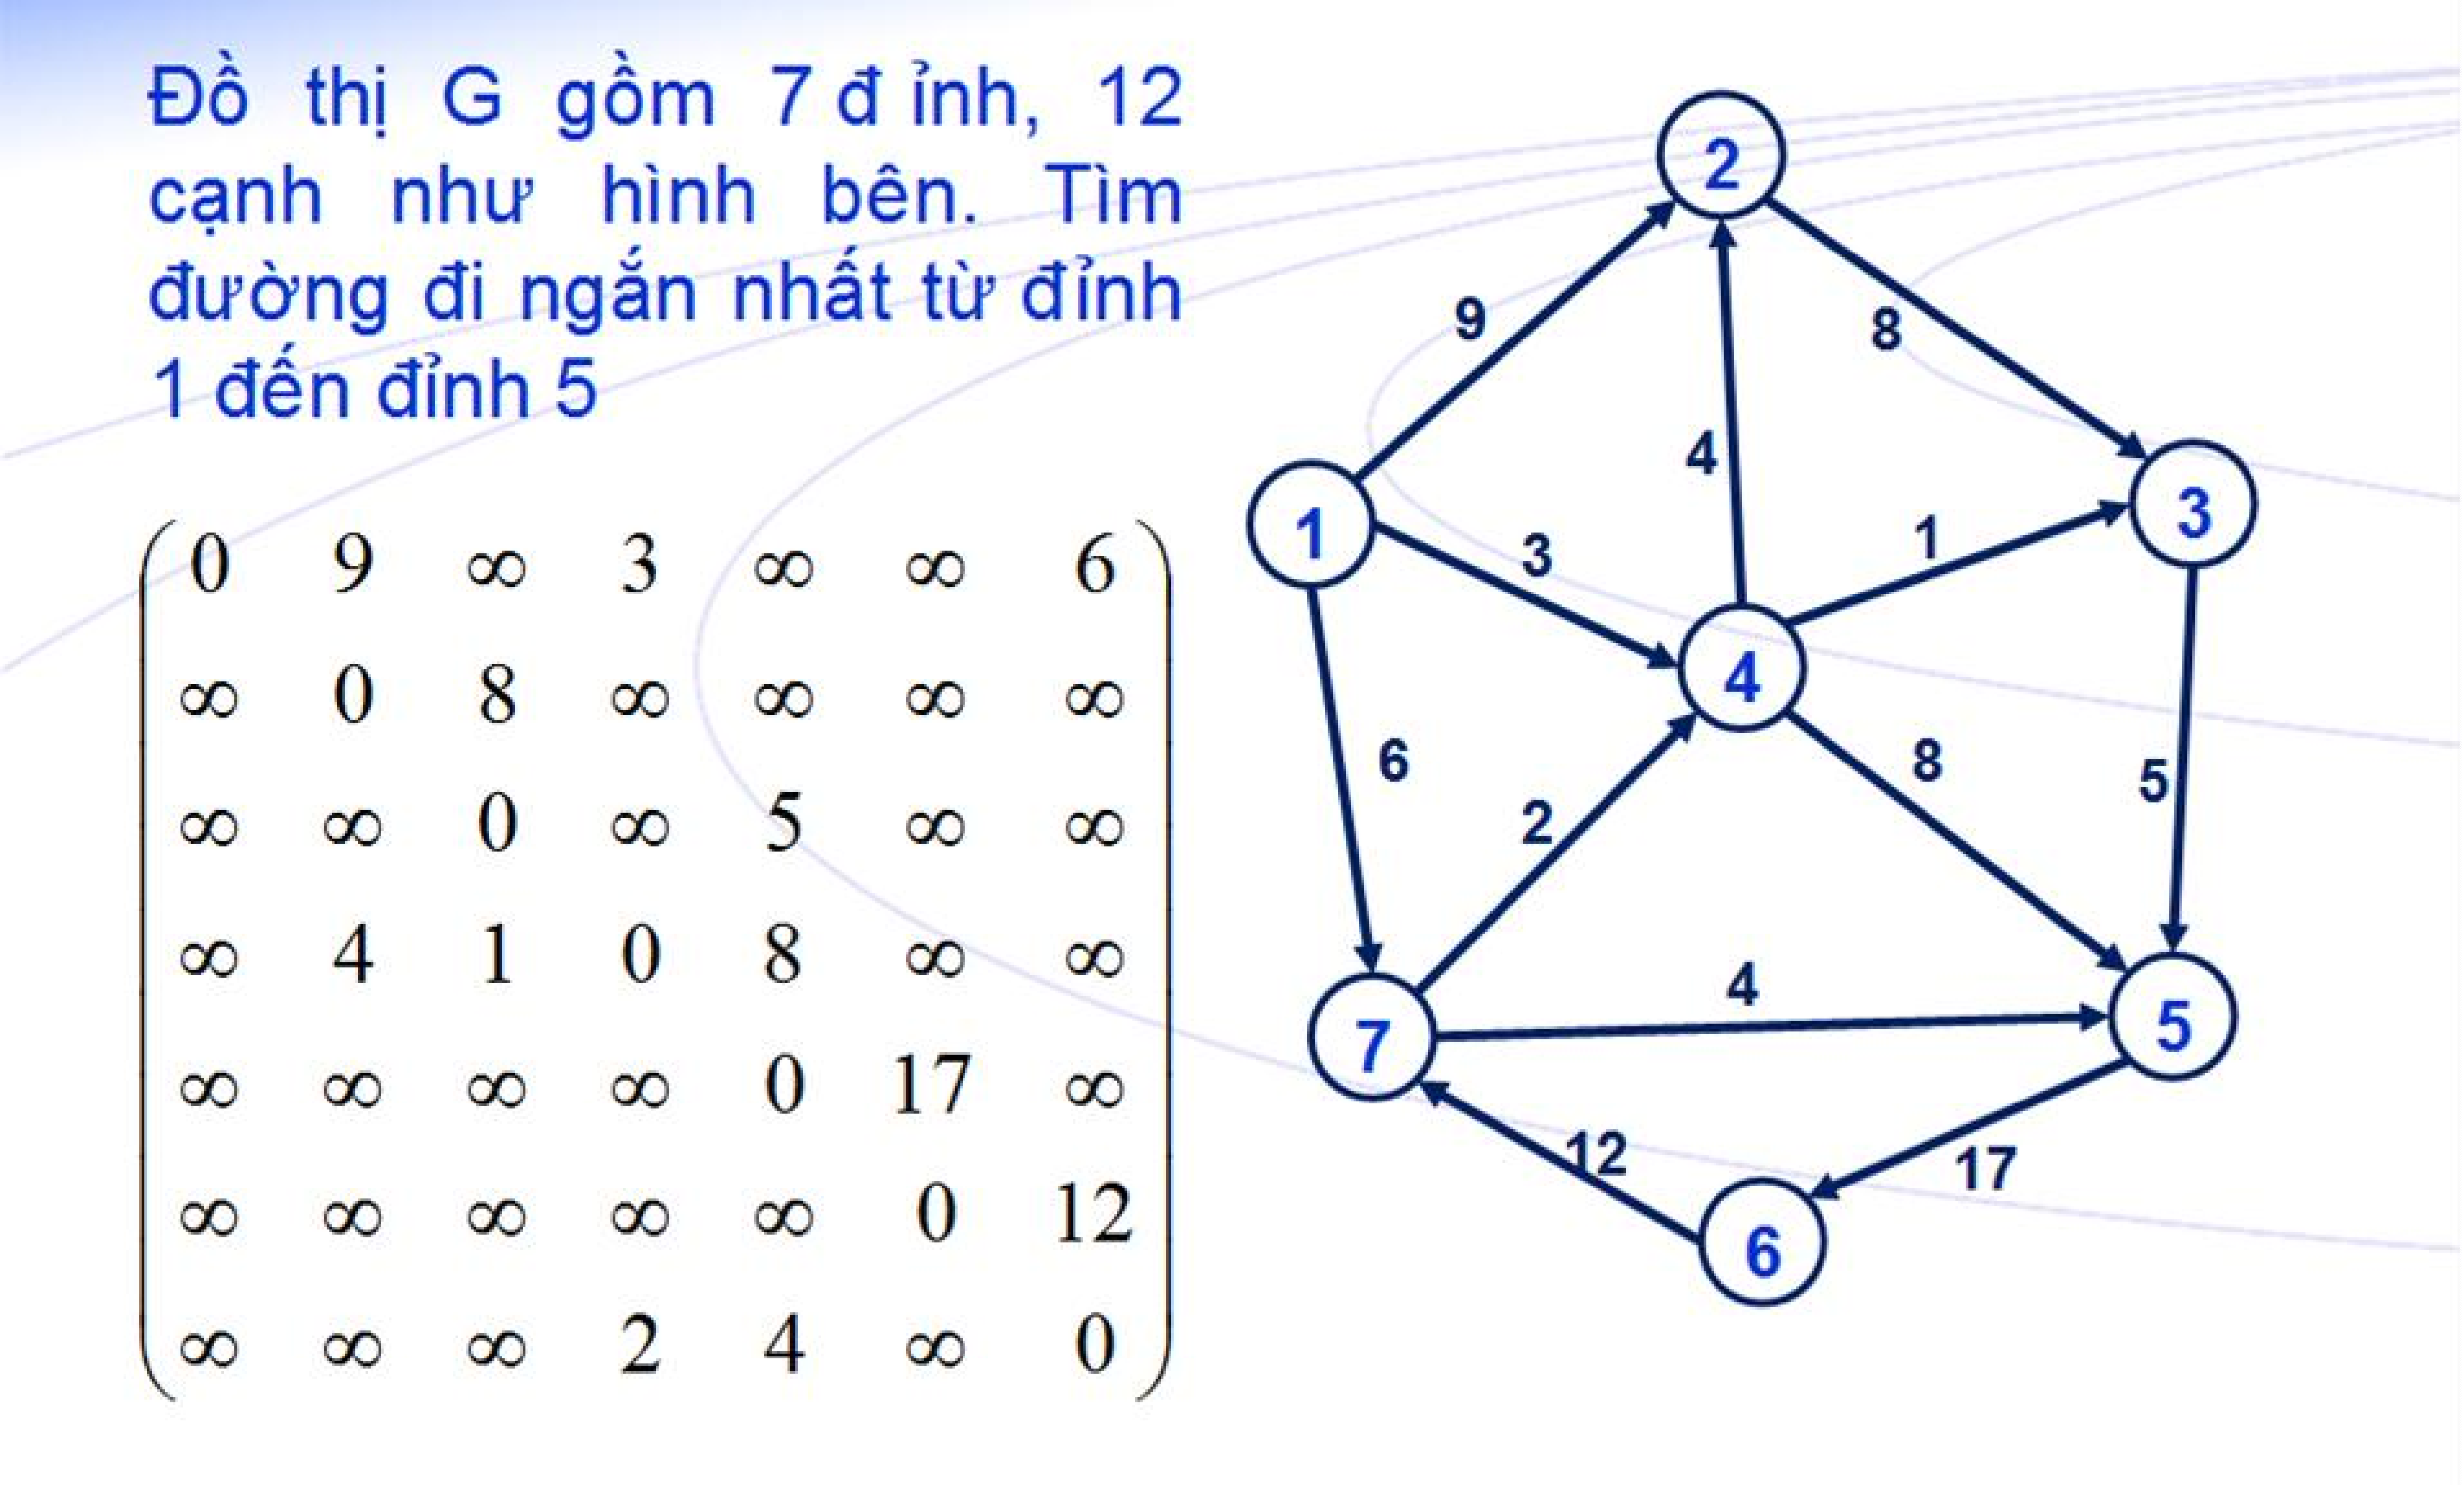 Đồ thị G gồm 7 đ ỉnh, 12
cạnh như hình bên. Tìm
đường đi ngắn nhất từ đỉnh
1 đến đỉnh 5
0 9 ∞ 3 ∞ ∞ 6
∞ 0 8 ∞ ∞ ∞ ∞
∞ ∞ 0 ∞ 5 ∞ ∞
∞ 4 1 0 8 ∞ ∞
∞ ∞ ∞ ∞ 0 17 ∞
∞ ∞ ∞ ∞ ∞ 0 12
∞ ∞ ∞ 2 4 ∞ 0
2
9
8
4
1
3
1
3
4
6
2
8
5
4
7
5
12
17
6